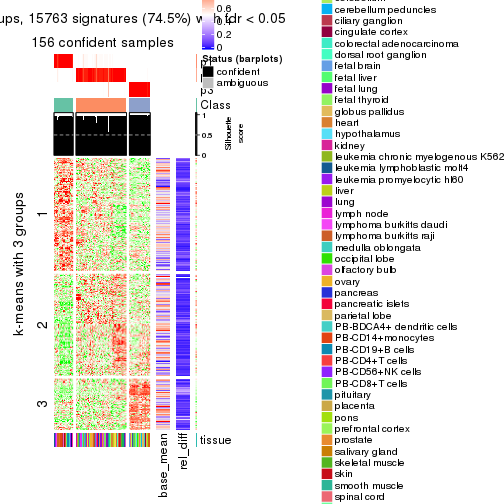 ups, 15763 signatures (74.5%) with fdr < 0.05
156 confident samples
0.6
0.4
0.2
0
p3
Class
1
0.5
0
Silhouette
score
Status (barplots)
confident
ambiguous
k-means with 3 groups
1
2
3
tissue
base_mean
rel_diff
cerebellum peduncles
ciliary ganglion
cingulate cortex
colorectal adenocarcinoma
dorsal root ganglion
fetal brain
fetal liver
fetal lung
fetal thyroid
globus pallidus
heart
hypothalamus
kidney
leukemia chronic myelogenous K562
leukemia lymphoblastic molt4
leukemia promyelocytic hl60
liver
lung
lymph node
lymphoma burkitts daudi
lymphoma burkitts raji
medulla oblongata
occipital lobe
olfactory bulb
ovary
pancreas
pancreatic islets
parietal lobe
PB-BDCA4+ dendritic cells
PB-CD14+monocytes
PB-CD19+B cells
PB-CD4+T cells
PB-CD56+NK cells
PB-CD8+T cells
pituitary
placenta
pons
prefrontal cortex
prostate
salivary gland
skeletal muscle
skin
smooth muscle
spinal cord